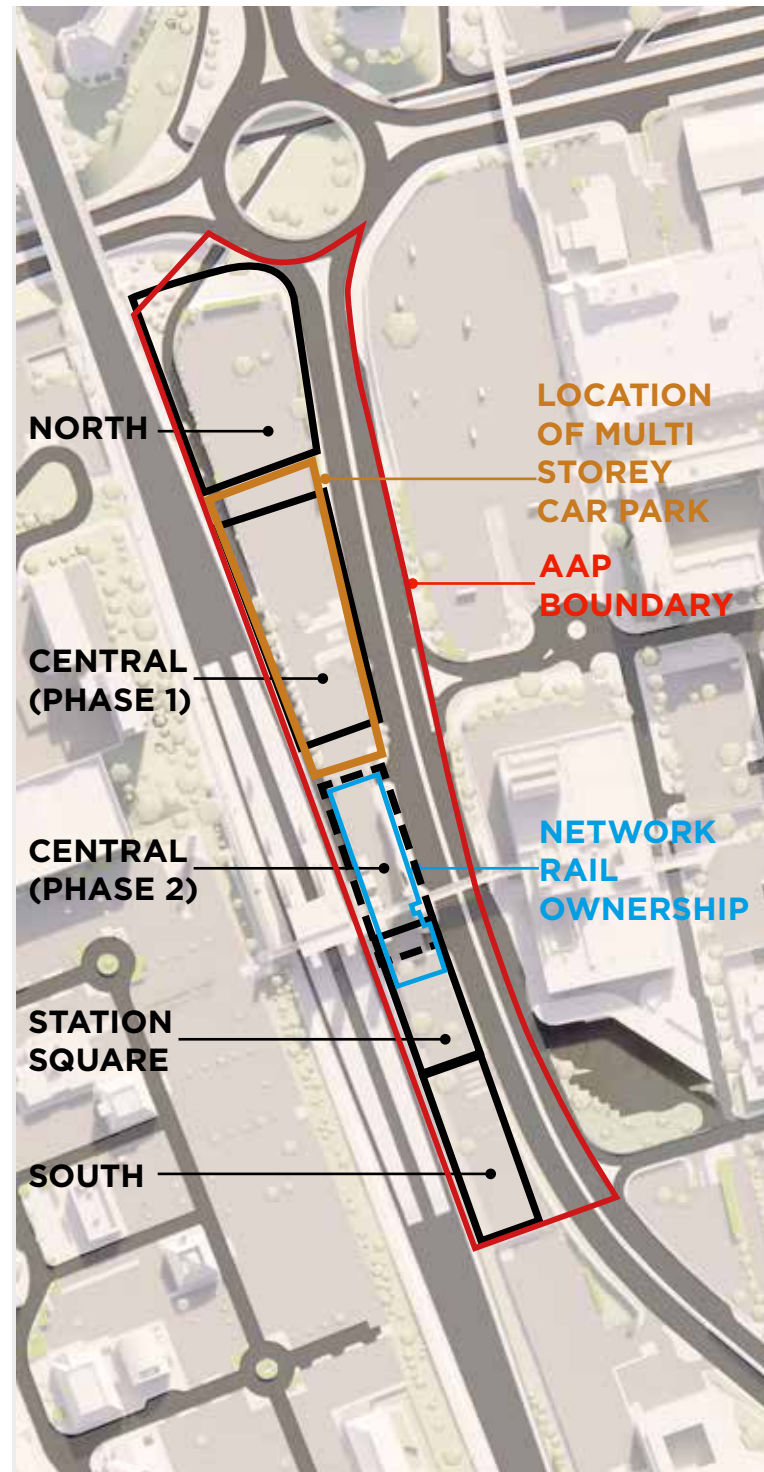 NORTH
LOCATION
OF MULTI
STOREY
CAR PARK
AAP
BOUNDARY
CENTRAL
(PHASE 1)
CENTRAL
(PHASE 2)
NETWORK
RAIL
OWNERSHIP
STATION
SQUARE
SOUTH